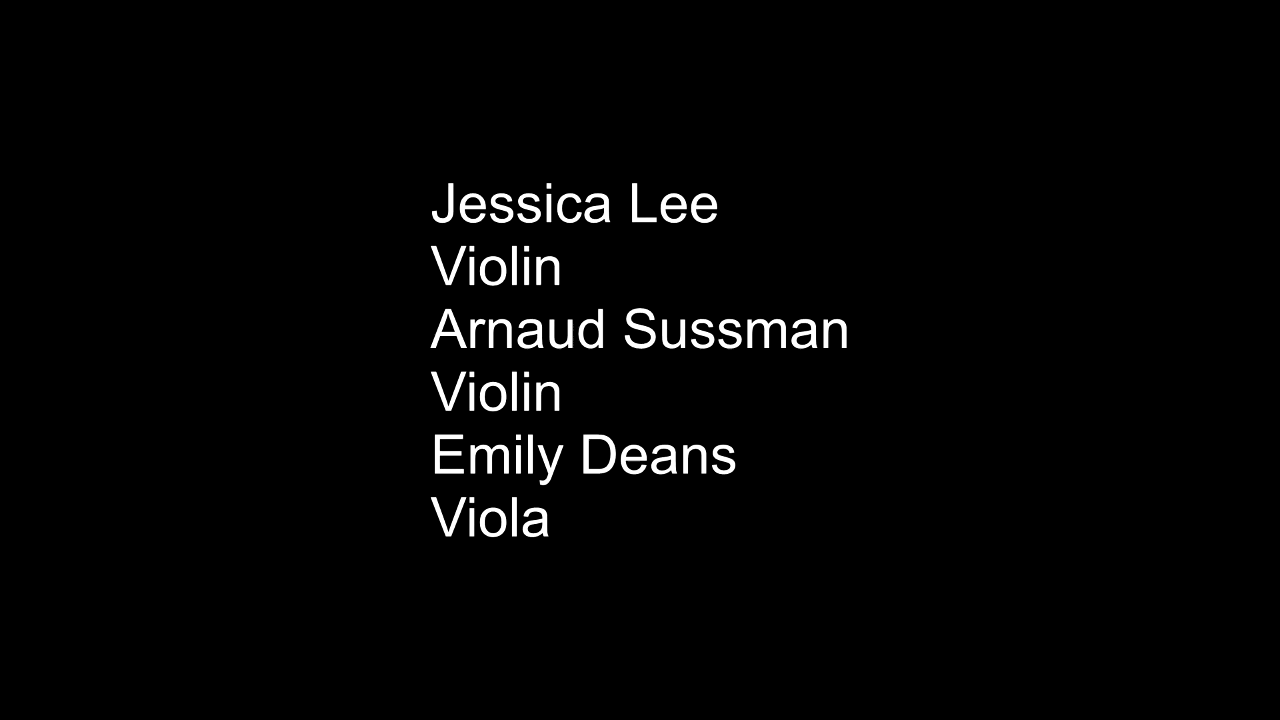 Jessica Lee
Violin
Arnaud Sussman
Violin
Emily Deans
Viola